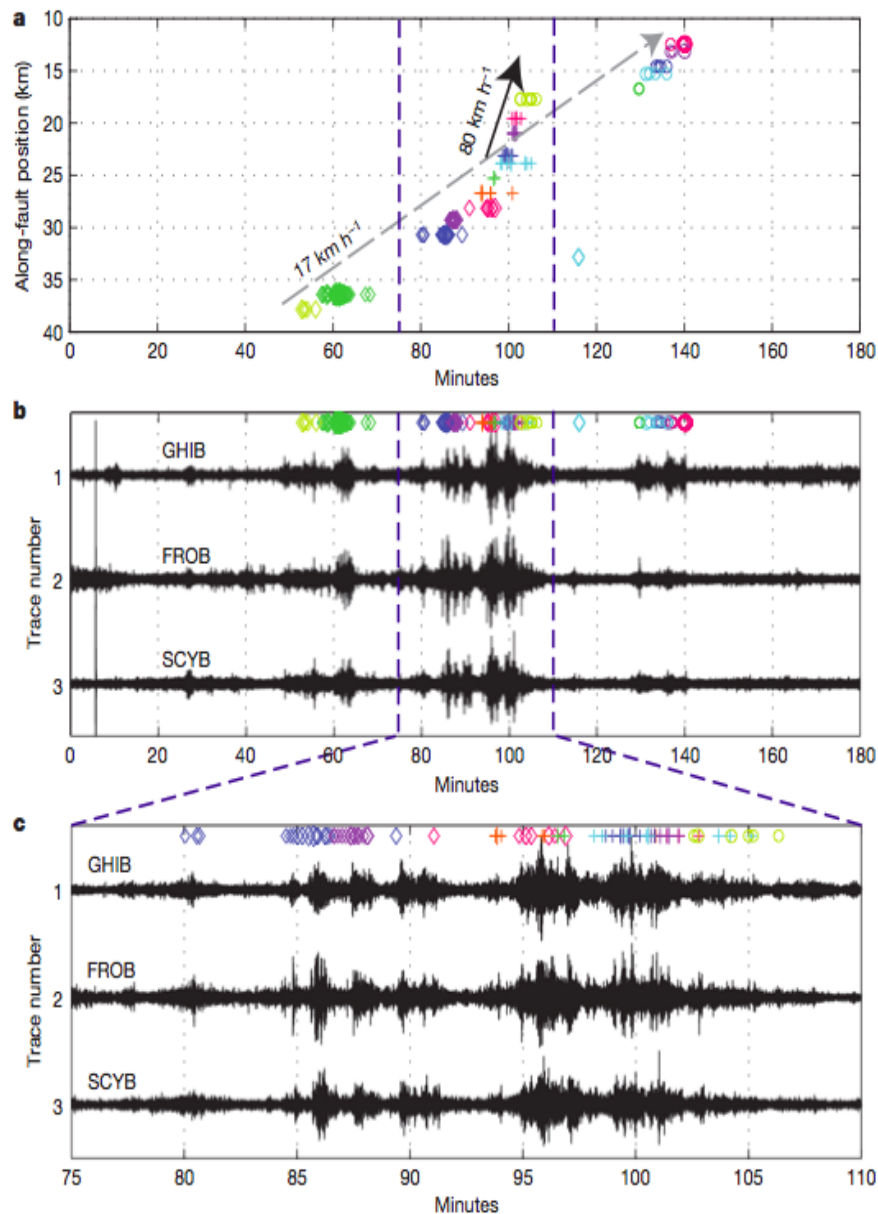 a
10
15
20
25
30
35
40
Along-fault position (km)
17 km h⁻¹
80 km h⁻¹
0 20 40 60 80 100 120 140 160 180
Minutes
b
GHIB
1
FROB
2
SCYB
3
Trace number
0 20 40 60 80 100 120 140 160 180
Minutes
c
GHIB
1
FROB
2
SCYB
3
Trace number
75 80 85 90 95 100 105 110
Minutes